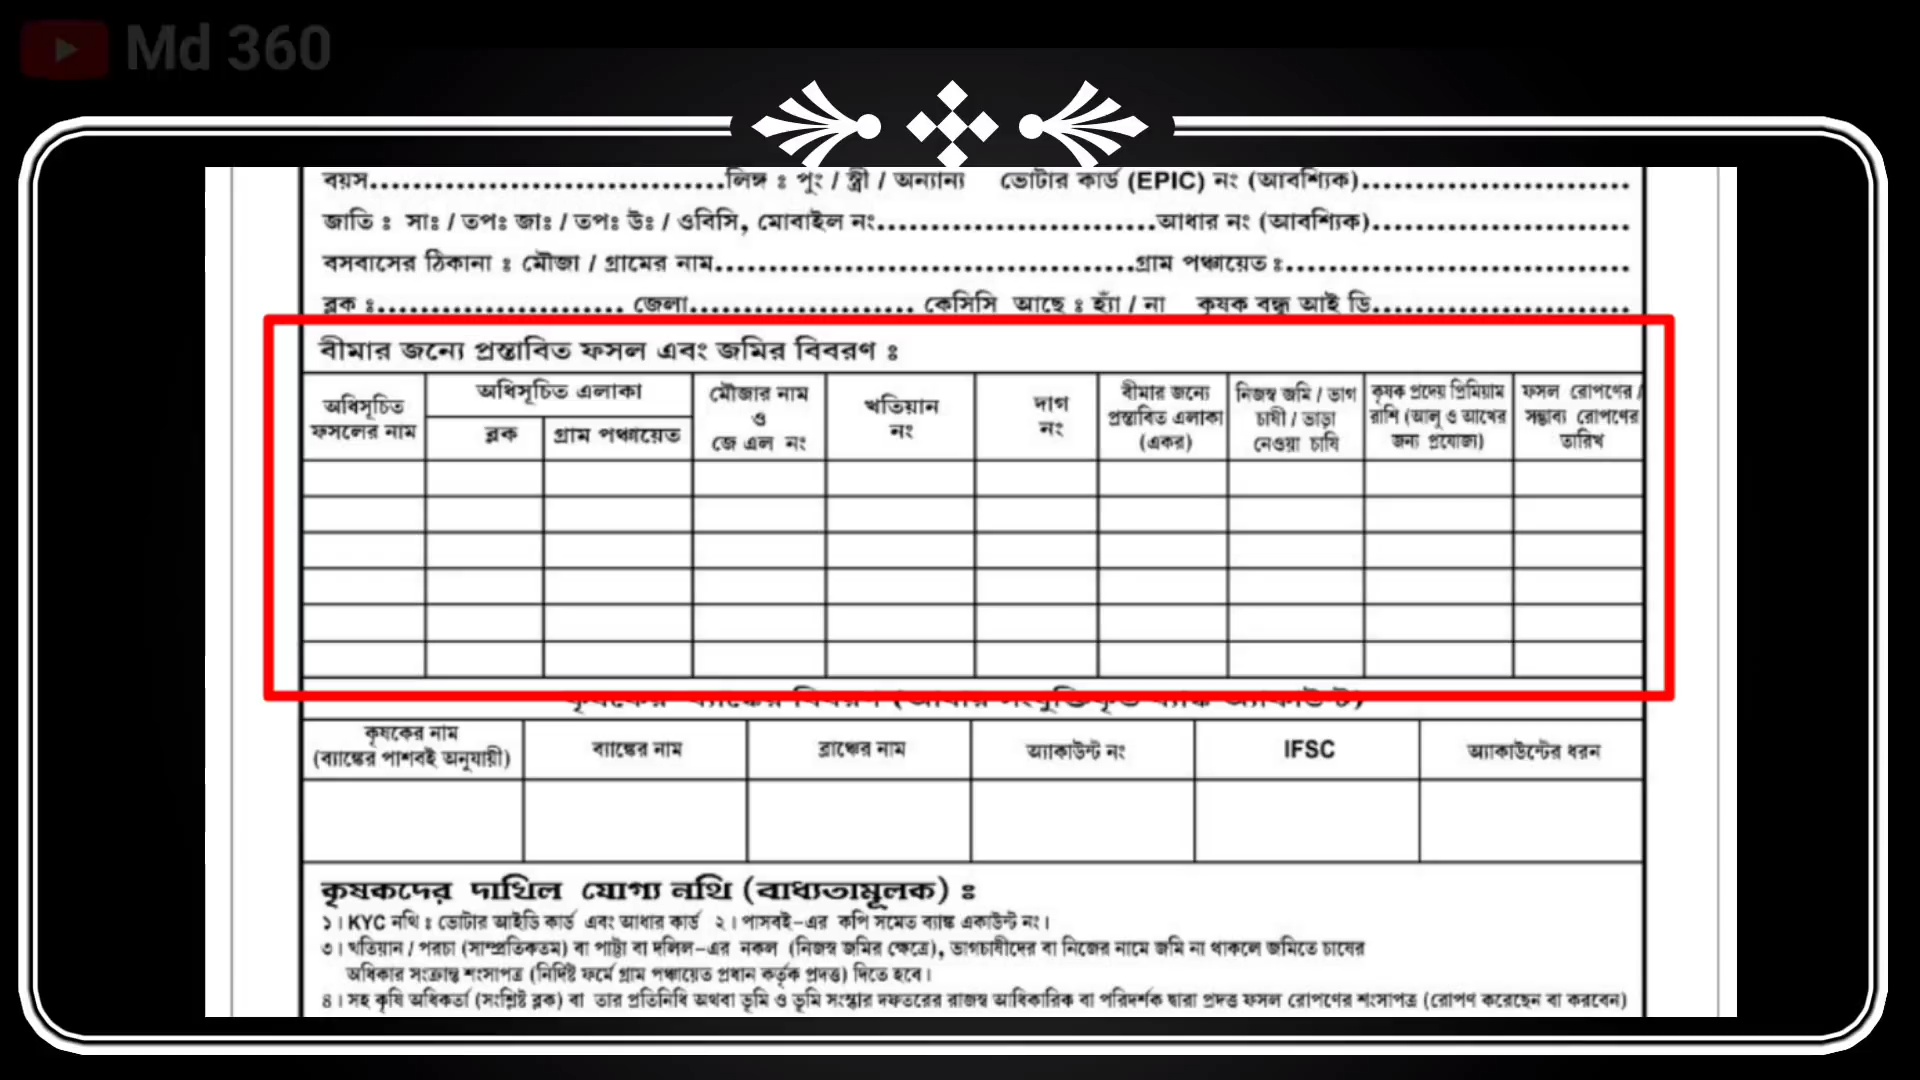 Md 360
বয়স..................................লিঙ্গ ঃ পুং / স্ত্রী / অন্যান্য ভোটার কার্ড (EPIC) নং (আবশ্যিক)..........................
জাতি ঃ সাঃ / তপঃ জাঃ / তপঃ উঃ / ওবিসি, মোবাইল নং...........................আধার নং (আবশ্যিক)..........................
বসবাসের ঠিকানা ঃ মৌজা / গ্রামের নাম........................................গ্রাম পঞ্চায়েত ঃ.................................
ব্লক ঃ........................ জেলা...................... কেসিসি আছে ঃ হ্যাঁ / না কৃষক বন্ধু আই ডি.........................
বীমার জন্যে প্রস্তাবিত ফসল এবং জমির বিবরণ ঃ
অধিসূচিত ফসলের নাম
অধিসূচিত এলাকা
ব্লক
গ্রাম পঞ্চায়েত
মৌজার নাম
ও
জে এল নং
খতিয়ান
নং
দাগ
নং
বীমার জন্যে
প্রস্তাবিত এলাকা
(একর)
নিজস্ব জমি / ভাগ
চাষী / ভাড়া
নেওয়া চাষি
কৃষক প্রদেয় প্রিমিয়াম
রাশি (আলু ও আখের
জন্য প্রযোজ্য)
ফসল রোপণের /
সম্ভাব্য রোপণের
তারিখ
কৃষকের ব্যাঙ্কের বিবরণ (আধার সংযুক্তিকৃত ব্যাঙ্ক অ্যাকাউন্ট)
কৃষকের নাম
(ব্যাঙ্কের পাশবই অনুযায়ী)
ব্যাঙ্কের নাম
ব্রাঞ্চের নাম
অ্যাকাউন্ট নং
IFSC
অ্যাকাউন্টের ধরন
কৃষকদের দাখিল যোগ্য নথি (বাধ্যতামূলক) ঃ
১। KYC নথি ঃ ভোটার আইডি কার্ড এবং আধার কার্ড ২। পাসবই-এর কপি সমেত ব্যাঙ্ক একাউন্ট নং।
৩। খতিয়ান / পরচা (সাম্প্রতিকতম) বা পাট্টা বা দলিল-এর নকল (নিজস্ব জমির ক্ষেত্রে), ভাগচাষীদের বা নিজের নামে জমি না থাকলে জমিতে চাষের
অধিকার সংক্রান্ত শংসাপত্র (নির্দিষ্ট ফর্মে গ্রাম পঞ্চায়েত প্রধান কর্তৃক প্রদত্ত) দিতে হবে।
৪। সহ কৃষি অধিকর্তা (সংশ্লিষ্ট ব্লক) বা তার প্রতিনিধি অথবা ভূমি ও ভূমি সংস্কার দফতরের রাজস্ব আধিকারিক বা পরিদর্শক দ্বারা প্রদত্ত ফসল রোপণের শংসাপত্র (রোপণ করেছেন বা করবেন)